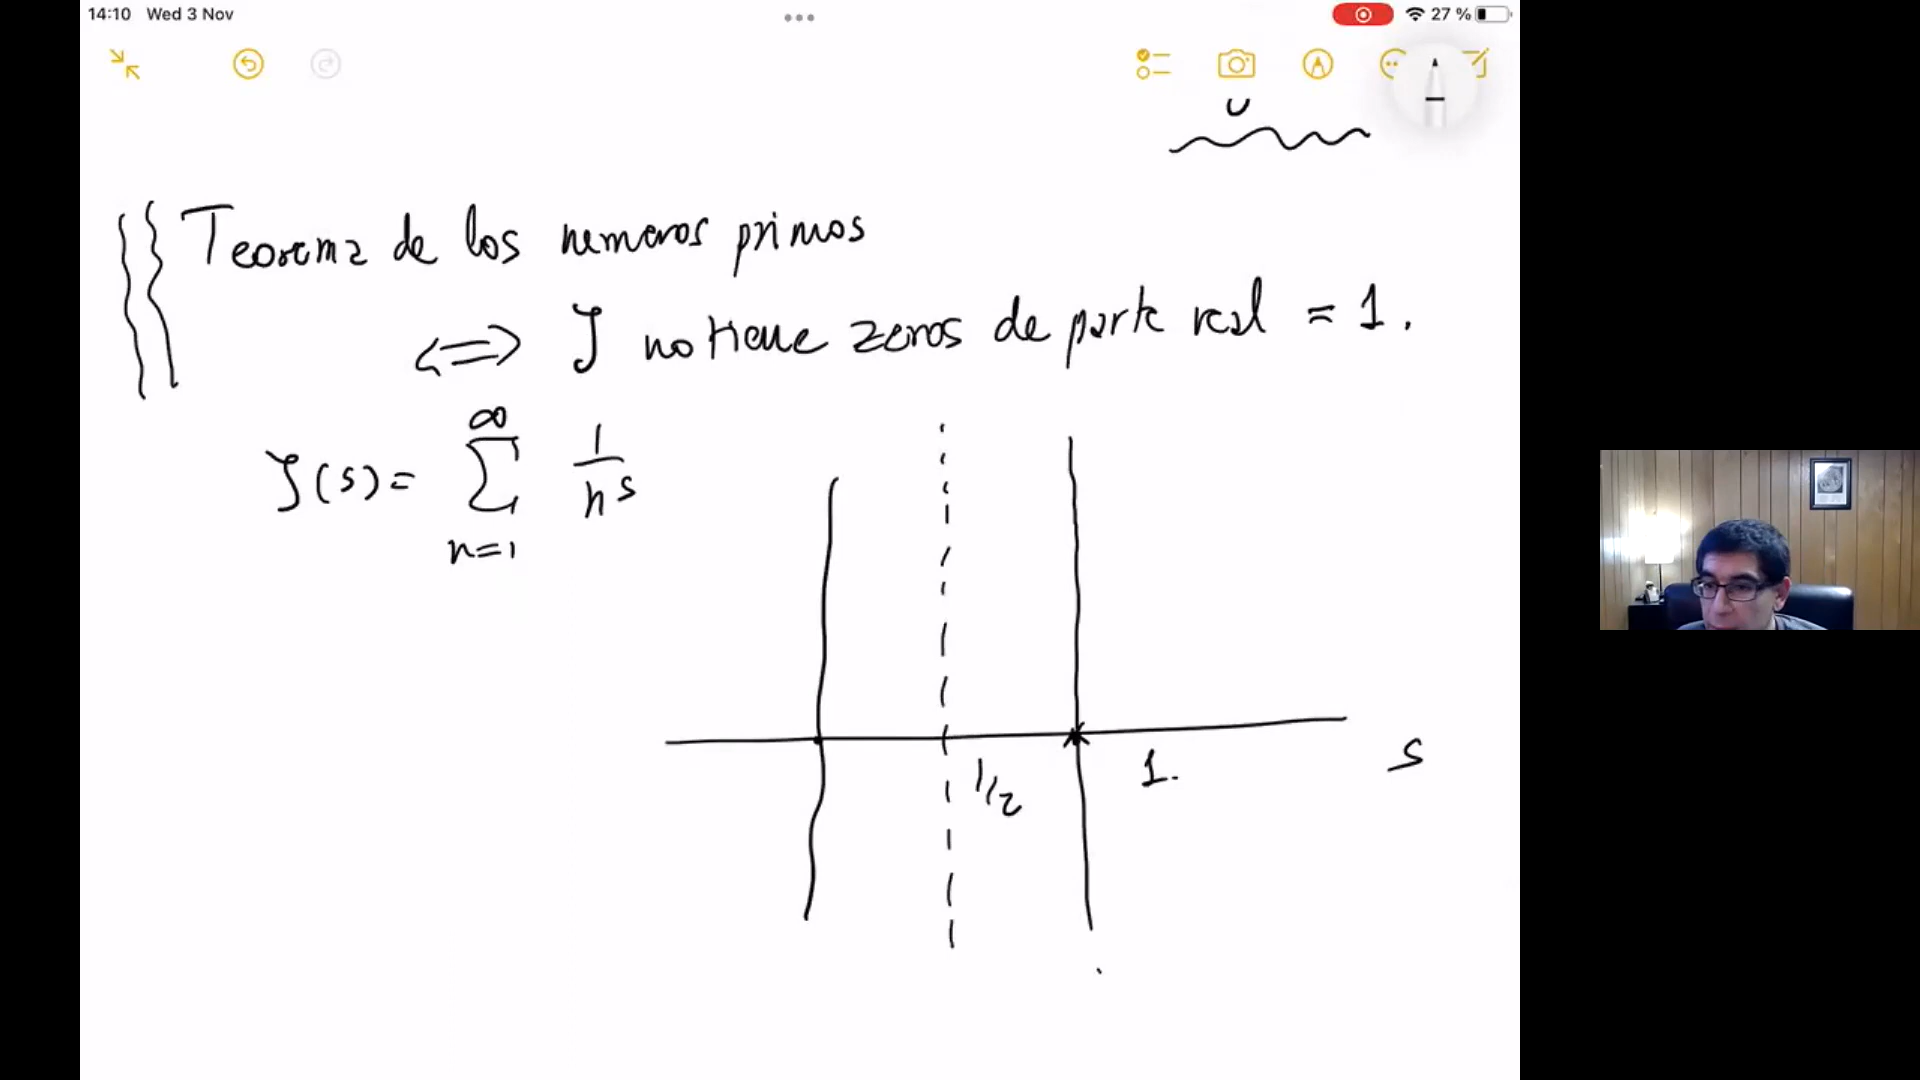 14:10 Wed 3 Nov
27 %
Teorema de los numeros primos
<=> ζ no tiene zeros de parte real = 1.
ζ(s) = ∑_{n=1}^{∞} 1/n^s
1/2
1.
s